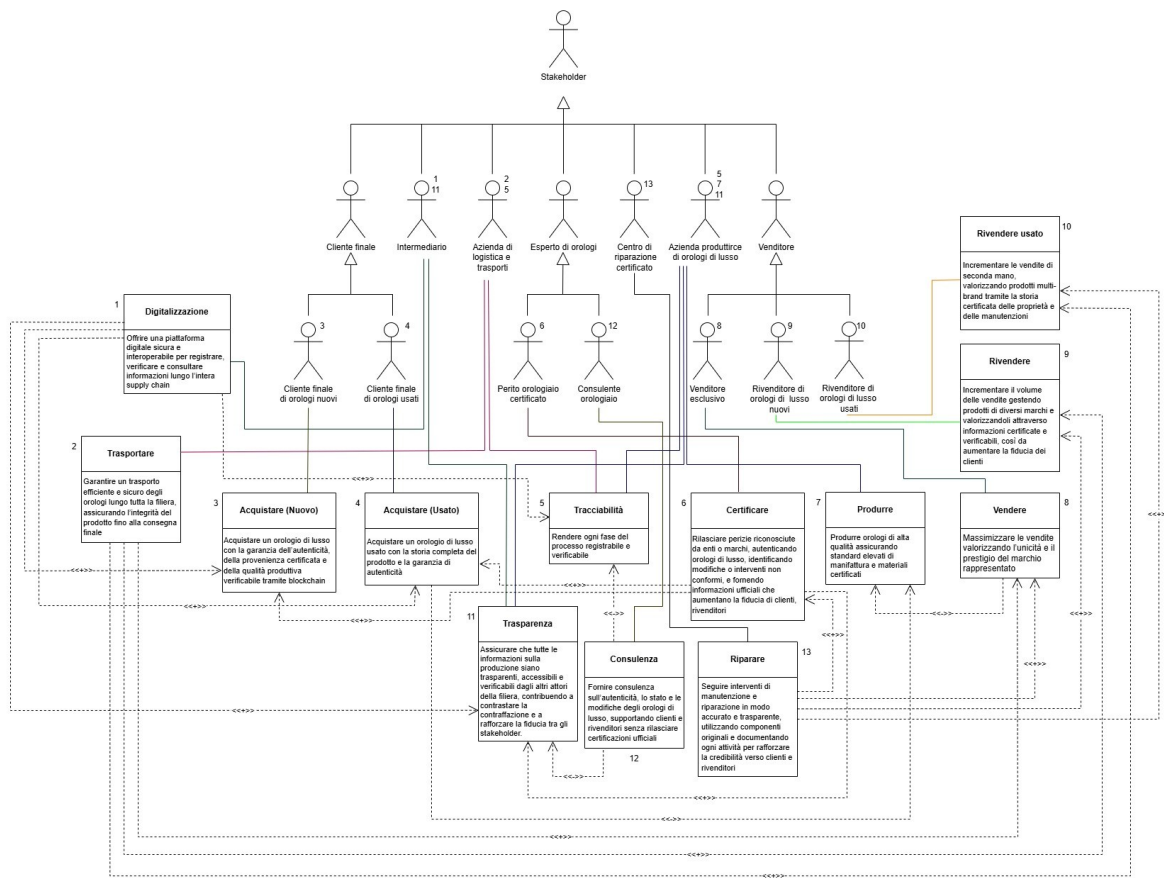 Stakeholder
1
11
2
5
13
5
7
11
Cliente finale
Intermediario
Azienda di
logistica e
trasporti
Esperto di orologi
Centro di
riparazione
certificato
Azienda produttirce
di orologi di lusso
Venditore
3
Cliente finale
di orologi nuovi
4
Cliente finale
di orologi usati
6
Perito orologiaio
certificato
12
Consulente
orologiaio
8
Venditore
esclusivo
9
Rivenditore di
orologi di lusso
nuovi
10
Rivenditore di
orologi di lusso
usati
Rivendere usato
10
Incrementare le vendite di
seconda mano,
valorizzando prodotti multi-
brand tramite la storia
certificata delle proprietà e
delle manutenzioni
1
Digitalizzazione
Offrire una piattaforma
digitale sicura e
interoperabile per registrare,
verificare e consultare
informazioni lungo l'intera
supply chain
Rivendere
9
Incrementare il volume
delle vendite gestendo
prodotti di diversi marchi e
valorizzandoli attraverso
informazioni certificate e
verificabili, così da
aumentare la fiducia dei
clienti
2
Trasportare
Garantire un trasporto
efficiente e sicuro degli
orologi lungo tutta la filiera,
assicurando l'integrità del
prodotto fino alla consegna
finale
3
Acquistare (Nuovo)
Acquistare un orologio di lusso
con la garanzia dell'autenticità,
della provenienza certificata e
della qualità produttiva
verificabile tramite blockchain
4
Acquistare (Usato)
Acquistare un orologio di lusso
usato con la storia completa del
prodotto e la garanzia di
autenticità
5
Tracciabilità
Rendere ogni fase del
processo registrabile e
verificabile
6
Certificare
Rilasciare perizie riconosciute
da enti o marchi, autenticando
orologi di lusso, identificando
modifiche o interventi non
conformi, e fornendo
informazioni ufficiali che
aumentano la fiducia di clienti,
rivenditori
7
Produrre
Produrre orologi di alta
qualità assicurando
standard elevati di
manifattura e materiali
certificati
Vendere
8
Massimizzare le vendite
valorizzando l'unicità e il
prestigio del marchio
rappresentato
11
Trasparenza
Assicurare che tutte le
informazioni sulla
produzione siano
trasparenti, accessibili e
verificabili dagli altri attori
della filiera, contribuendo a
contrastare la
contraffazione e a
rafforzare la fiducia tra gli
stakeholder.
Consulenza
Fornire consulenza
sull'autenticità, lo stato e le
modifiche degli orologi di
lusso, supportando clienti e
rivenditori senza rilasciare
certificazioni ufficiali
12
Riparare
13
Seguire interventi di
manutenzione e
riparazione in modo
accurato e trasparente,
utilizzando componenti
originali e documentando
ogni attività per rafforzare
la credibilità verso clienti e
rivenditori
<<+>>
<<+>>
<<+>>
<<+>>
<<+>>
<<+>>
<<+>>
<<+>>
<<+>>
<<+>>
<<+>>
<<+>>
<<+>>
<<+>>